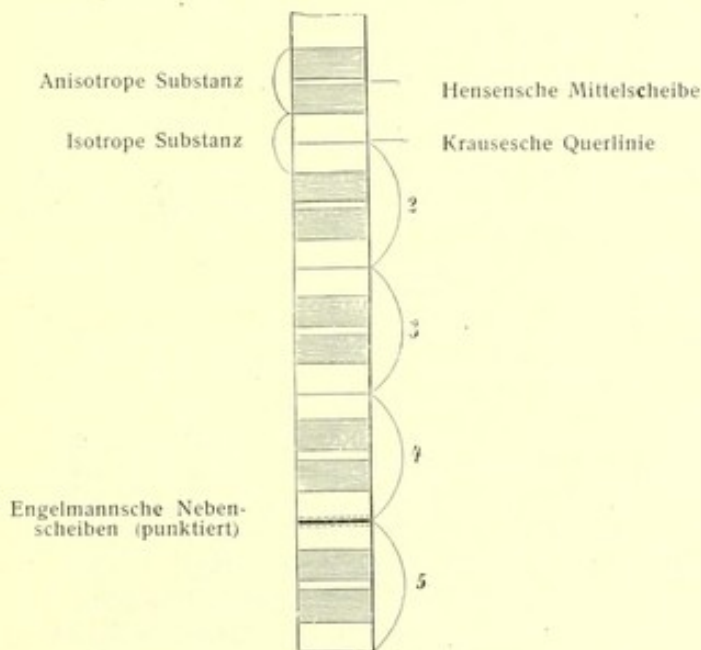 Anisotrope Substanz
Hensensche Mittelscheibe
Isotrope Substanz
Krausesche Querlinie
2
3
4
Engelmannsche Neben-
scheiben (punktiert)
5